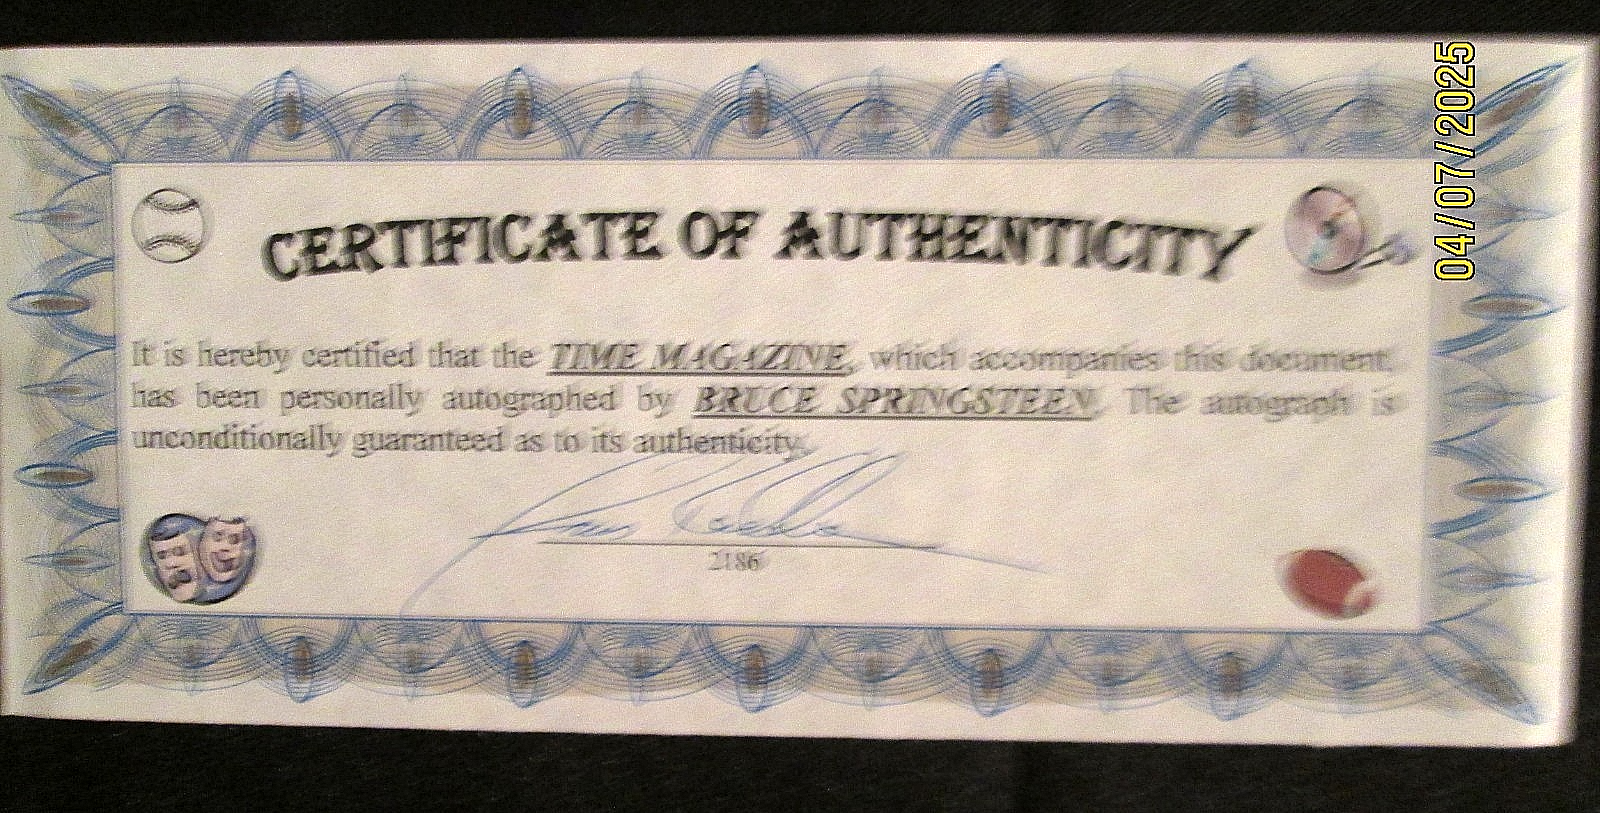 CERTIFICATE OF AUTHENTICITY
It is hereby certified that the TIME MAGAZINE, which accompanies this document,
has been personally autographed by BRUCE SPRINGSTEEN. The autograph is
unconditionally guaranteed as to its authenticity.
2186
04/07/2025